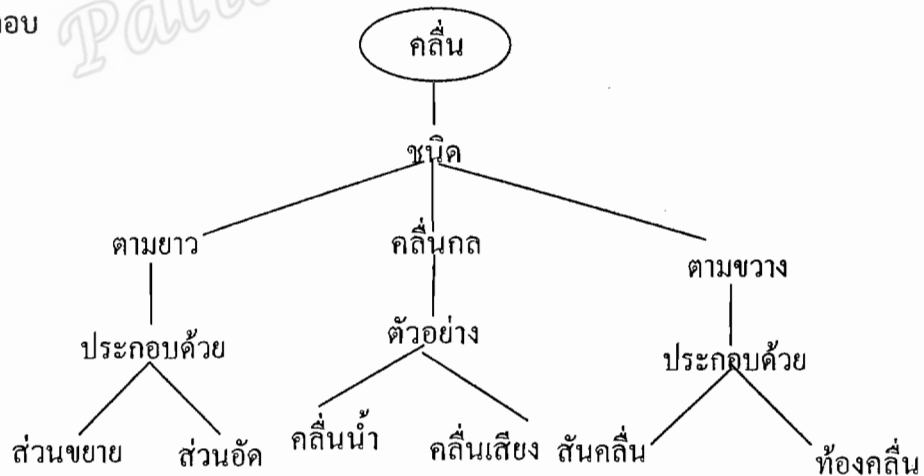 คลื่น
ชนิด
ตามยาว คลื่นกล ตามขวาง
ประกอบด้วย ตัวอย่าง ประกอบด้วย
ส่วนขยาย ส่วนอัด คลื่นน้ำ คลื่นเสียง สันคลื่น ท้องคลื่น